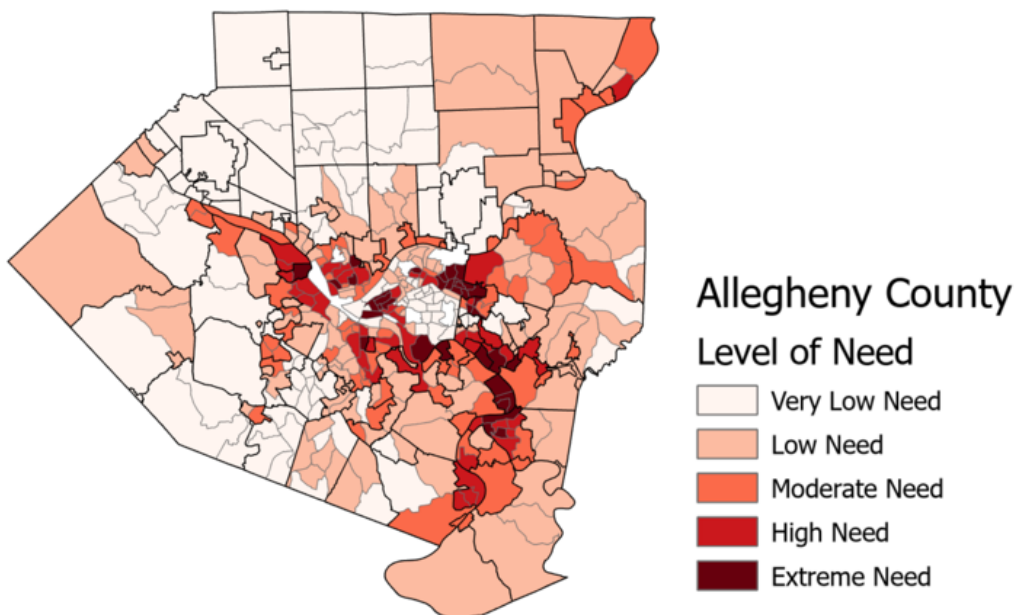 Allegheny County
Level of Need
Very Low Need
Low Need
Moderate Need
High Need
Extreme Need